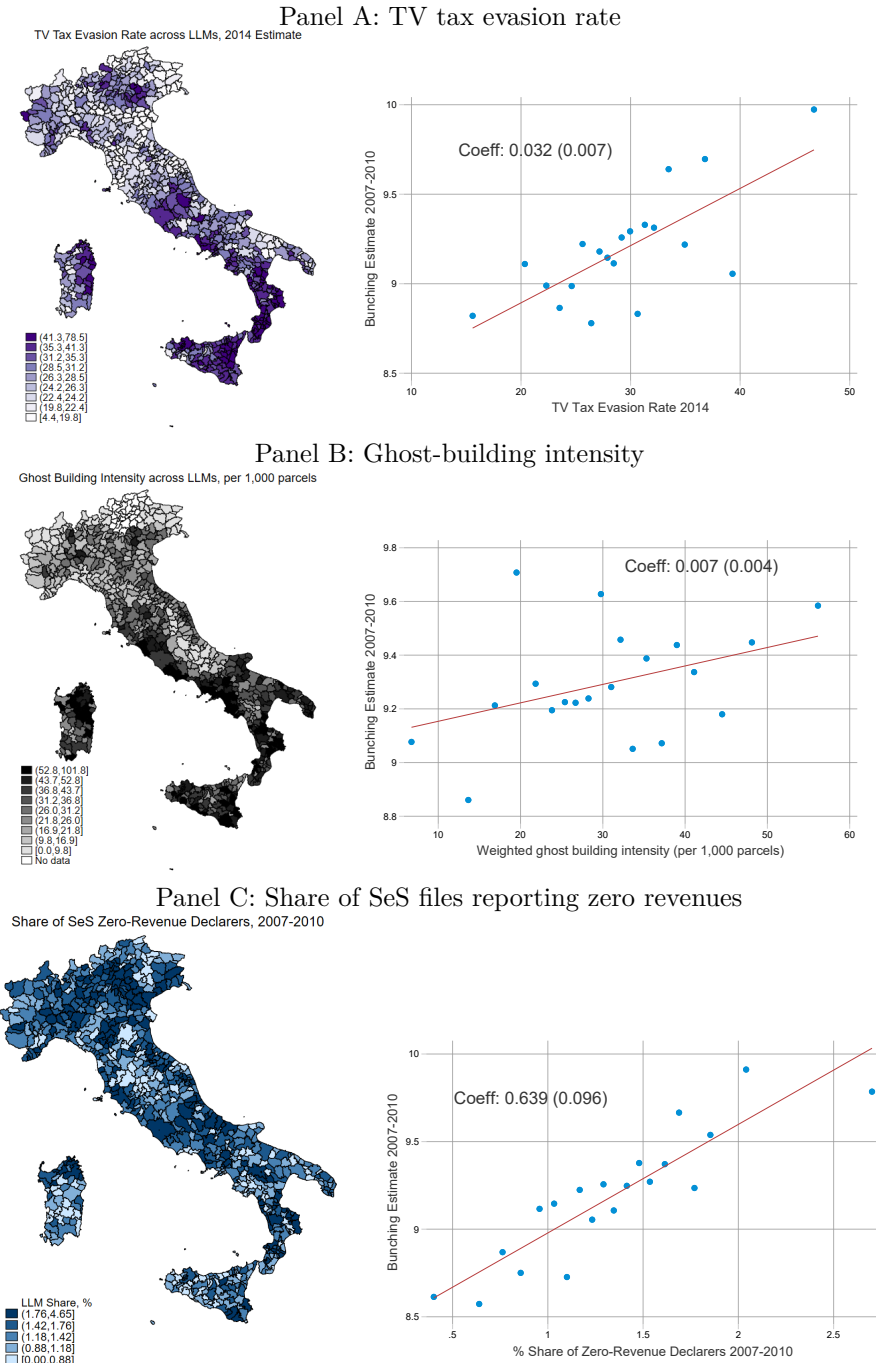 Panel A: TV tax evasion rate
TV Tax Evasion Rate across LLMs, 2014 Estimate
(41.3,78.5]
(35.3,41.3]
(31.2,35.3]
(28.5,31.2]
(26.3,28.5]
(24.2,26.3]
(22.4,24.2]
(19.8,22.4]
[4.4,19.8]
Coeff: 0.032 (0.007)
Bunching Estimate 2007-2010
10
9.5
9
8.5
10 20 30 40 50
TV Tax Evasion Rate 2014
Panel B: Ghost-building intensity
Ghost Building Intensity across LLMs, per 1,000 parcels
(52.8,101.8]
(43.7,52.8]
(36.8,43.7]
(31.2,36.8]
(26.0,31.2]
(21.8,26.0]
(16.9,21.8]
(9.8,16.9]
[0.0,9.8]
No data
Coeff: 0.007 (0.004)
Bunching Estimate 2007-2010
9.8
9.6
9.4
9.2
9
8.8
10 20 30 40 50 60
Weighted ghost building intensity (per 1,000 parcels)
Panel C: Share of SeS files reporting zero revenues
Share of SeS Zero-Revenue Declarers, 2007-2010
LLM Share, %
(1.76,4.65]
(1.42,1.76]
(1.18,1.42]
(0.88,1.18]
[0.00,0.88]
Coeff: 0.639 (0.096)
Bunching Estimate 2007-2010
10
9.5
9
8.5
.5 1 1.5 2 2.5
% Share of Zero-Revenue Declarers 2007-2010